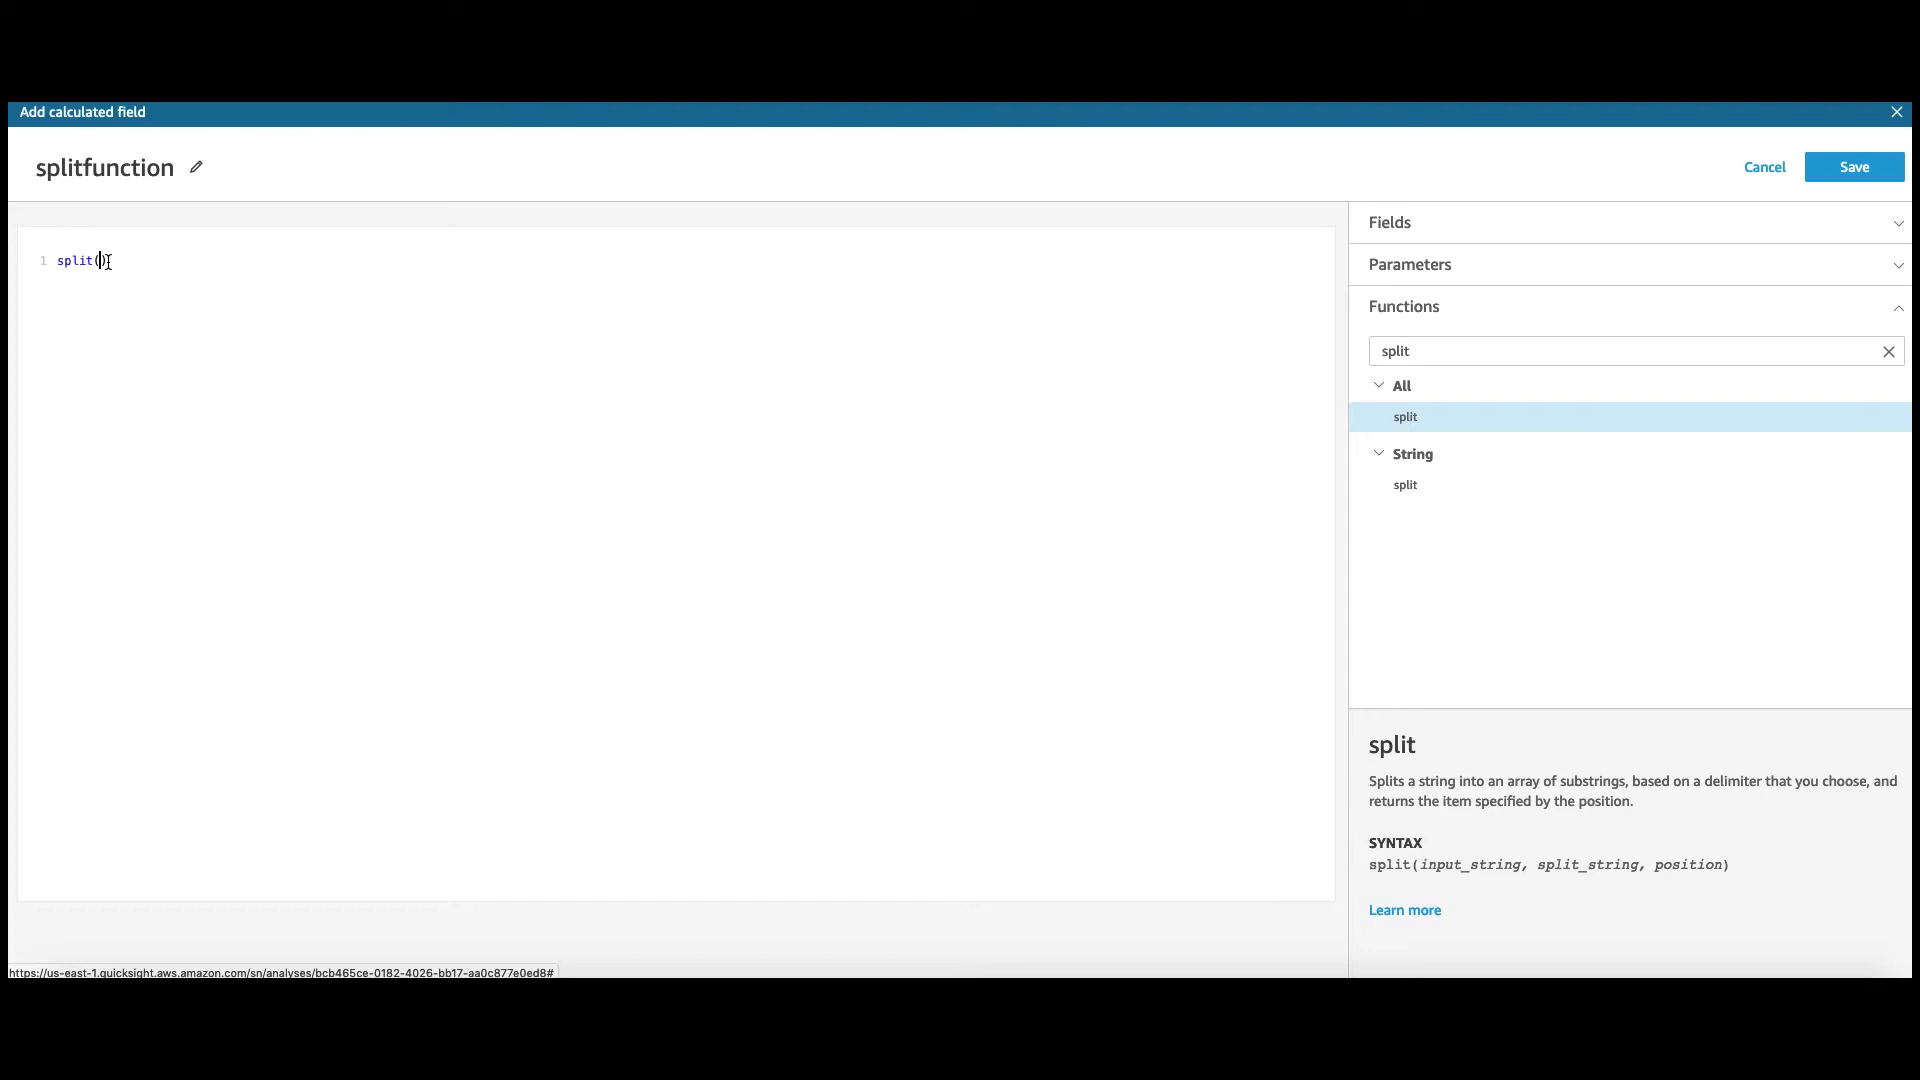 Add calculated field
splitfunction
Cancel
Save
1 split()
Fields
Parameters
Functions
split
All
split
String
split
split
Splits a string into an array of substrings, based on a delimiter that you choose, and
returns the item specified by the position.
SYNTAX
split(input_string, split_string, position)
Learn more
https://us-east-1.quicksight.aws.amazon.com/sn/analyses/bcb465ce-0182-4026-bb17-aa0c877e0ed8#